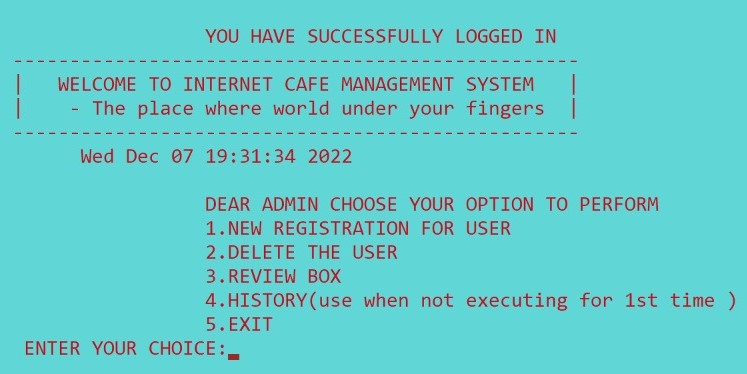 YOU HAVE SUCCESSFULLY LOGGED IN
------------------------------------------------
| WELCOME TO INTERNET CAFE MANAGEMENT SYSTEM |
| - The place where world under your fingers |
------------------------------------------------
Wed Dec 07 19:31:34 2022
DEAR ADMIN CHOOSE YOUR OPTION TO PERFORM
1.NEW REGISTRATION FOR USER
2.DELETE THE USER
3.REVIEW BOX
4.HISTORY(use when not executing for 1st time )
5.EXIT
ENTER YOUR CHOICE:_